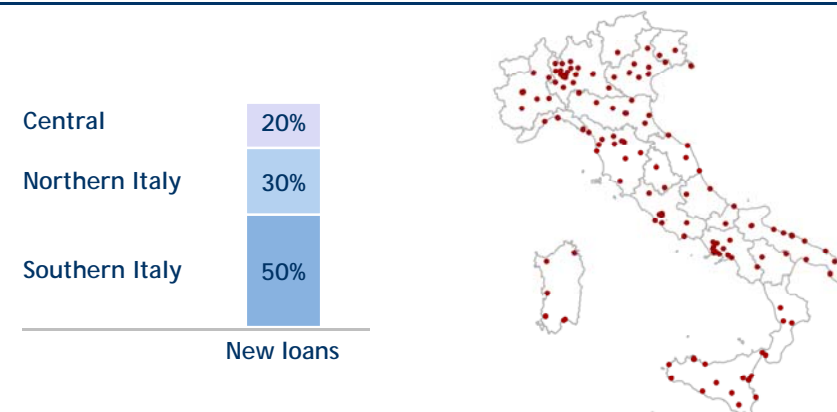 Central 20%
Northern Italy 30%
Southern Italy 50%
New loans